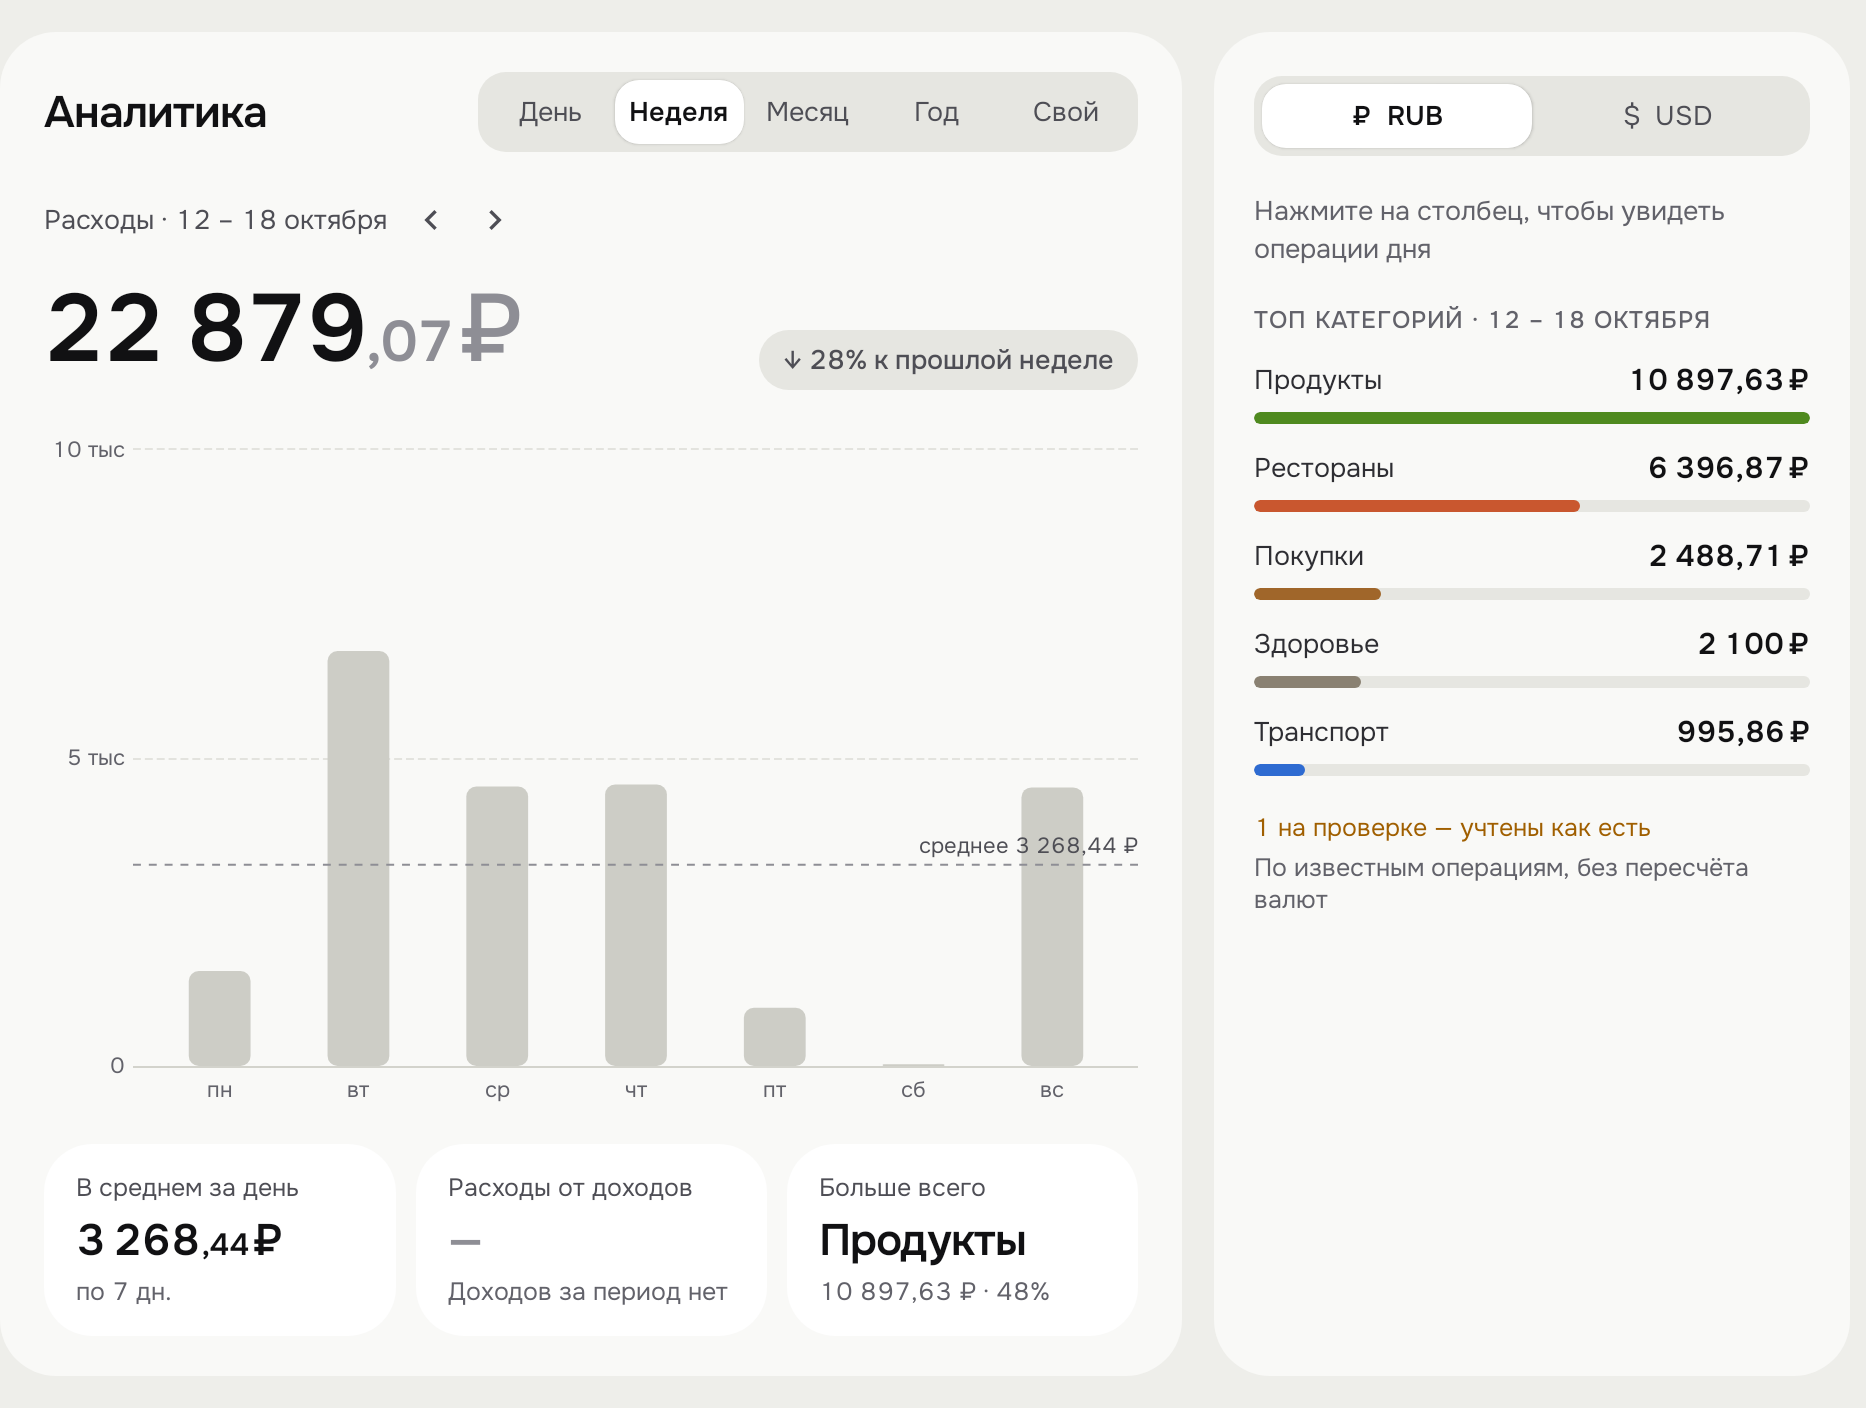 Аналитика
День Неделя Месяц Год Свой
Расходы · 12 – 18 октября
22 879,07 ₽
↓ 28% к прошлой неделе
10 тыс
5 тыс
среднее 3 268,44 ₽
0
пн вт ср чт пт сб вс
В среднем за день
3 268,44 ₽
по 7 дн.
Расходы от доходов
—
Доходов за период нет
Больше всего
Продукты
10 897,63 ₽ · 48%
₽ RUB $ USD
Нажмите на столбец, чтобы увидеть
операции дня
ТОП КАТЕГОРИЙ · 12 – 18 ОКТЯБРЯ
Продукты 10 897,63 ₽
Рестораны 6 396,87 ₽
Покупки 2 488,71 ₽
Здоровье 2 100 ₽
Транспорт 995,86 ₽
1 на проверке — учтены как есть
По известным операциям, без пересчёта
валют